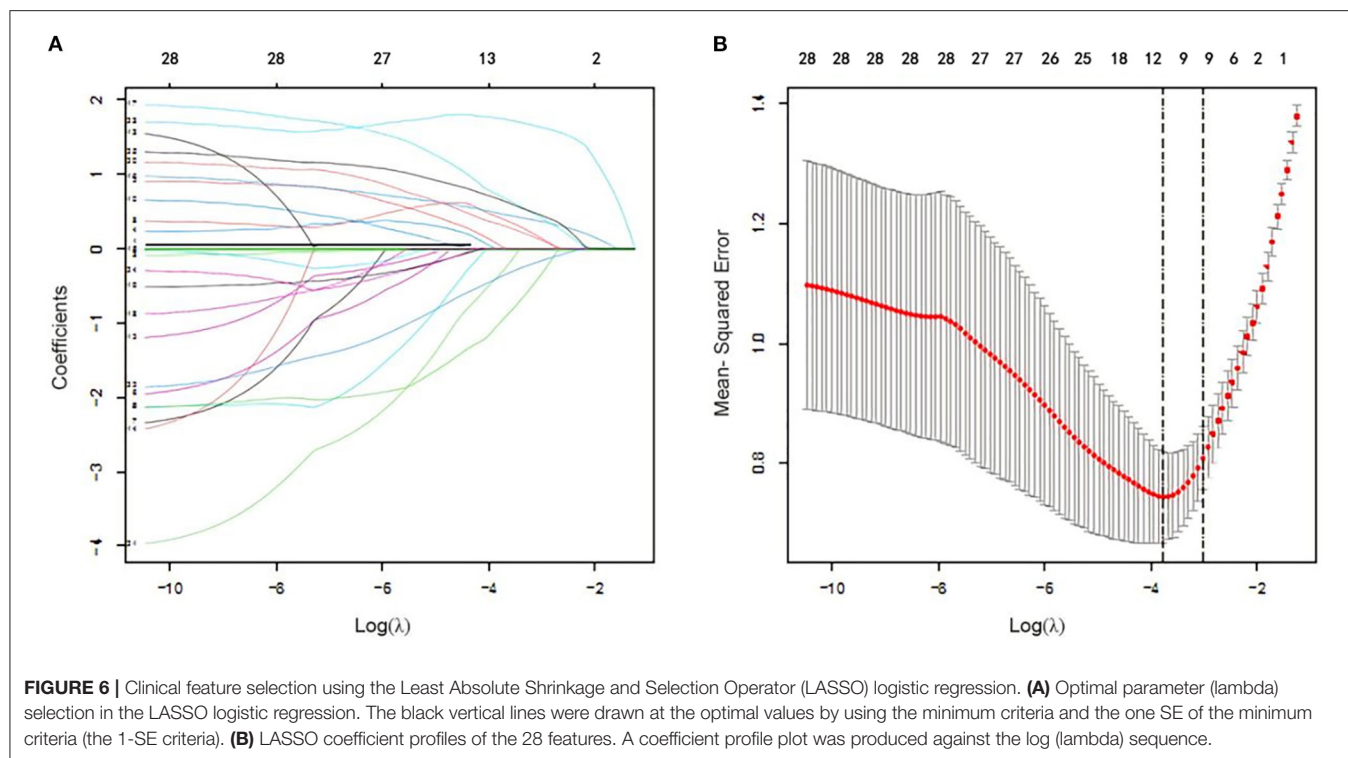 A
28 28 27 13 2
2
1
0
−1
−2
−3
−4
Coefficients
−10 −8 −6 −4 −2
Log(λ)
B
28 28 28 28 28 27 27 26 25 18 12 9 9 6 2 1
1.4
1.2
1.0
0.8
Mean- Squared Error
−10 −8 −6 −4 −2
Log(λ)
FIGURE 6 | Clinical feature selection using the Least Absolute Shrinkage and Selection Operator (LASSO) logistic regression. (A) Optimal parameter (lambda)
selection in the LASSO logistic regression. The black vertical lines were drawn at the optimal values by using the minimum criteria and the one SE of the minimum
criteria (the 1-SE criteria). (B) LASSO coefficient profiles of the 28 features. A coefficient profile plot was produced against the log (lambda) sequence.